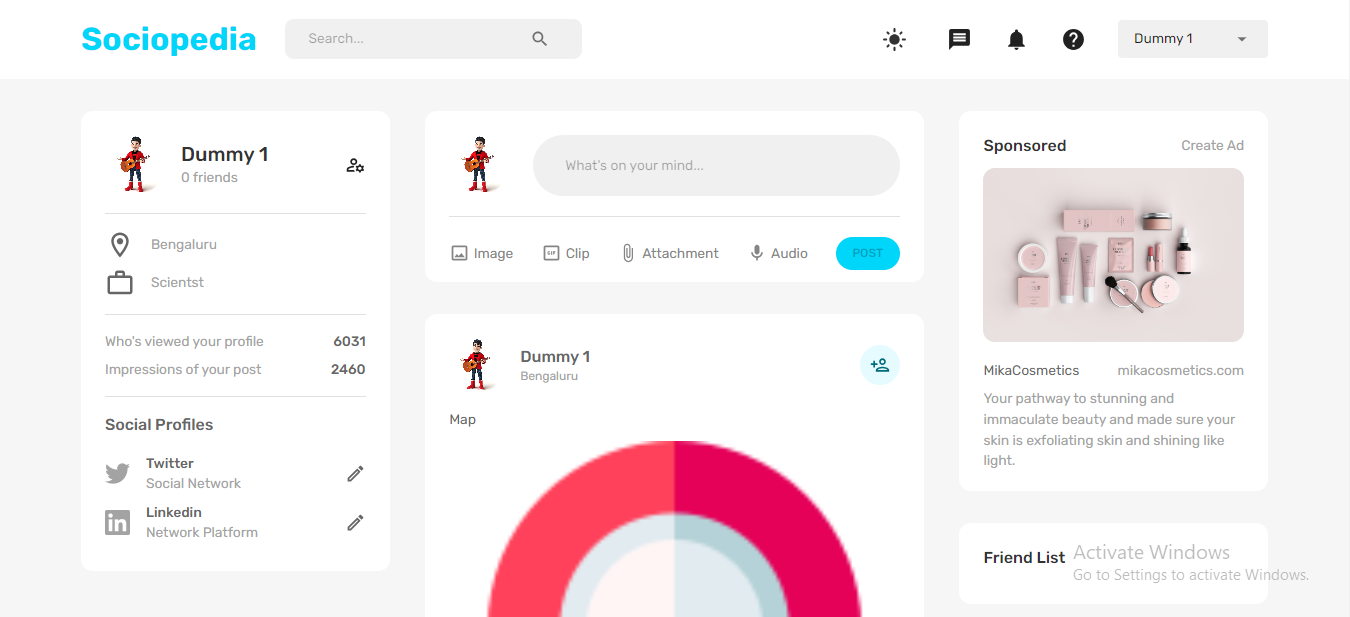 Sociopedia
Search...
Dummy 1
Dummy 1
0 friends
Bengaluru
Scientst
Who's viewed your profile 6031
Impressions of your post 2460
Social Profiles
Twitter
Social Network
Linkedin
Network Platform
What's on your mind...
Image Clip Attachment Audio POST
Dummy 1
Bengaluru
Map
Sponsored Create Ad
MikaCosmetics mikacosmetics.com
Your pathway to stunning and
immaculate beauty and made sure your
skin is exfoliating skin and shining like
light.
Friend List
Activate Windows
Go to Settings to activate Windows.